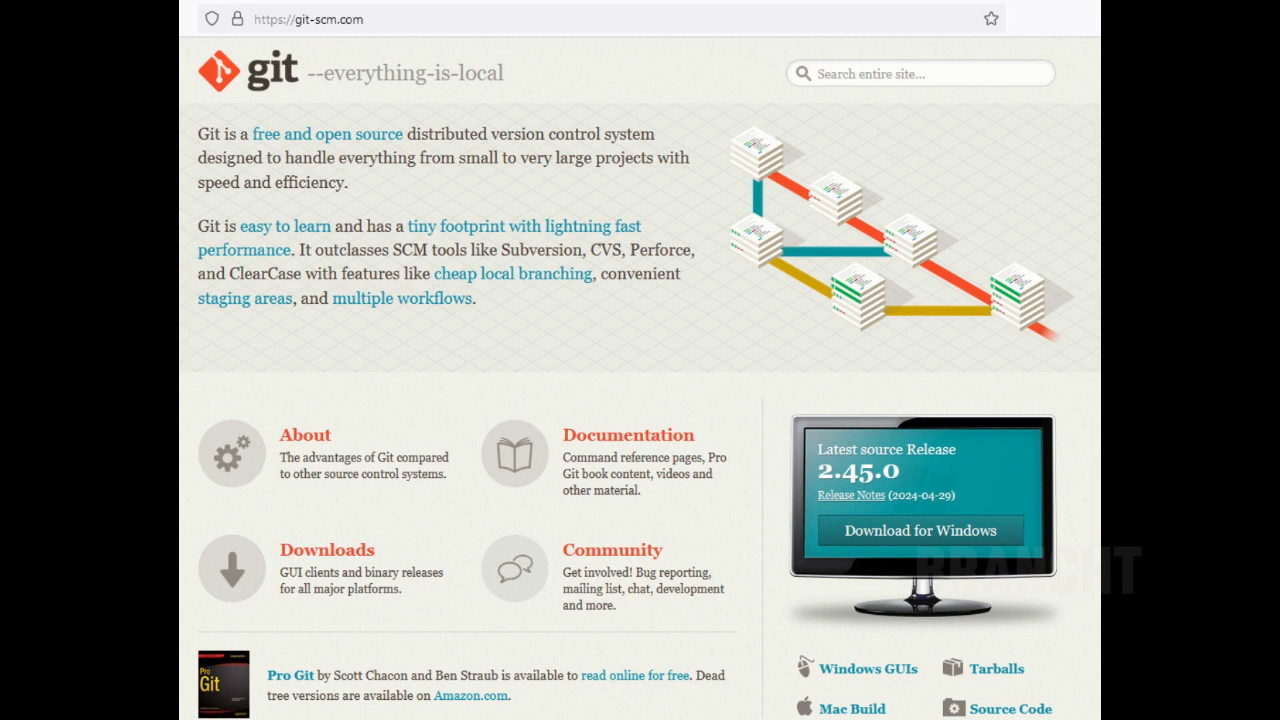 https://git-scm.com
git --everything-is-local
Search entire site...
Git is a free and open source distributed version control system
designed to handle everything from small to very large projects with
speed and efficiency.
Git is easy to learn and has a tiny footprint with lightning fast
performance. It outclasses SCM tools like Subversion, CVS, Perforce,
and ClearCase with features like cheap local branching, convenient
staging areas, and multiple workflows.
About
The advantages of Git compared
to other source control systems.
Documentation
Command reference pages, Pro
Git book content, videos and
other material.
Downloads
GUI clients and binary releases
for all major platforms.
Community
Get involved! Bug reporting,
mailing list, chat, development
and more.
Latest source Release
2.45.0
Release Notes (2024-04-29)
Download for Windows
Pro
Git
Pro Git by Scott Chacon and Ben Straub is available to read online for free. Dead
tree versions are available on Amazon.com.
Windows GUIs
Tarballs
Mac Build
Source Code